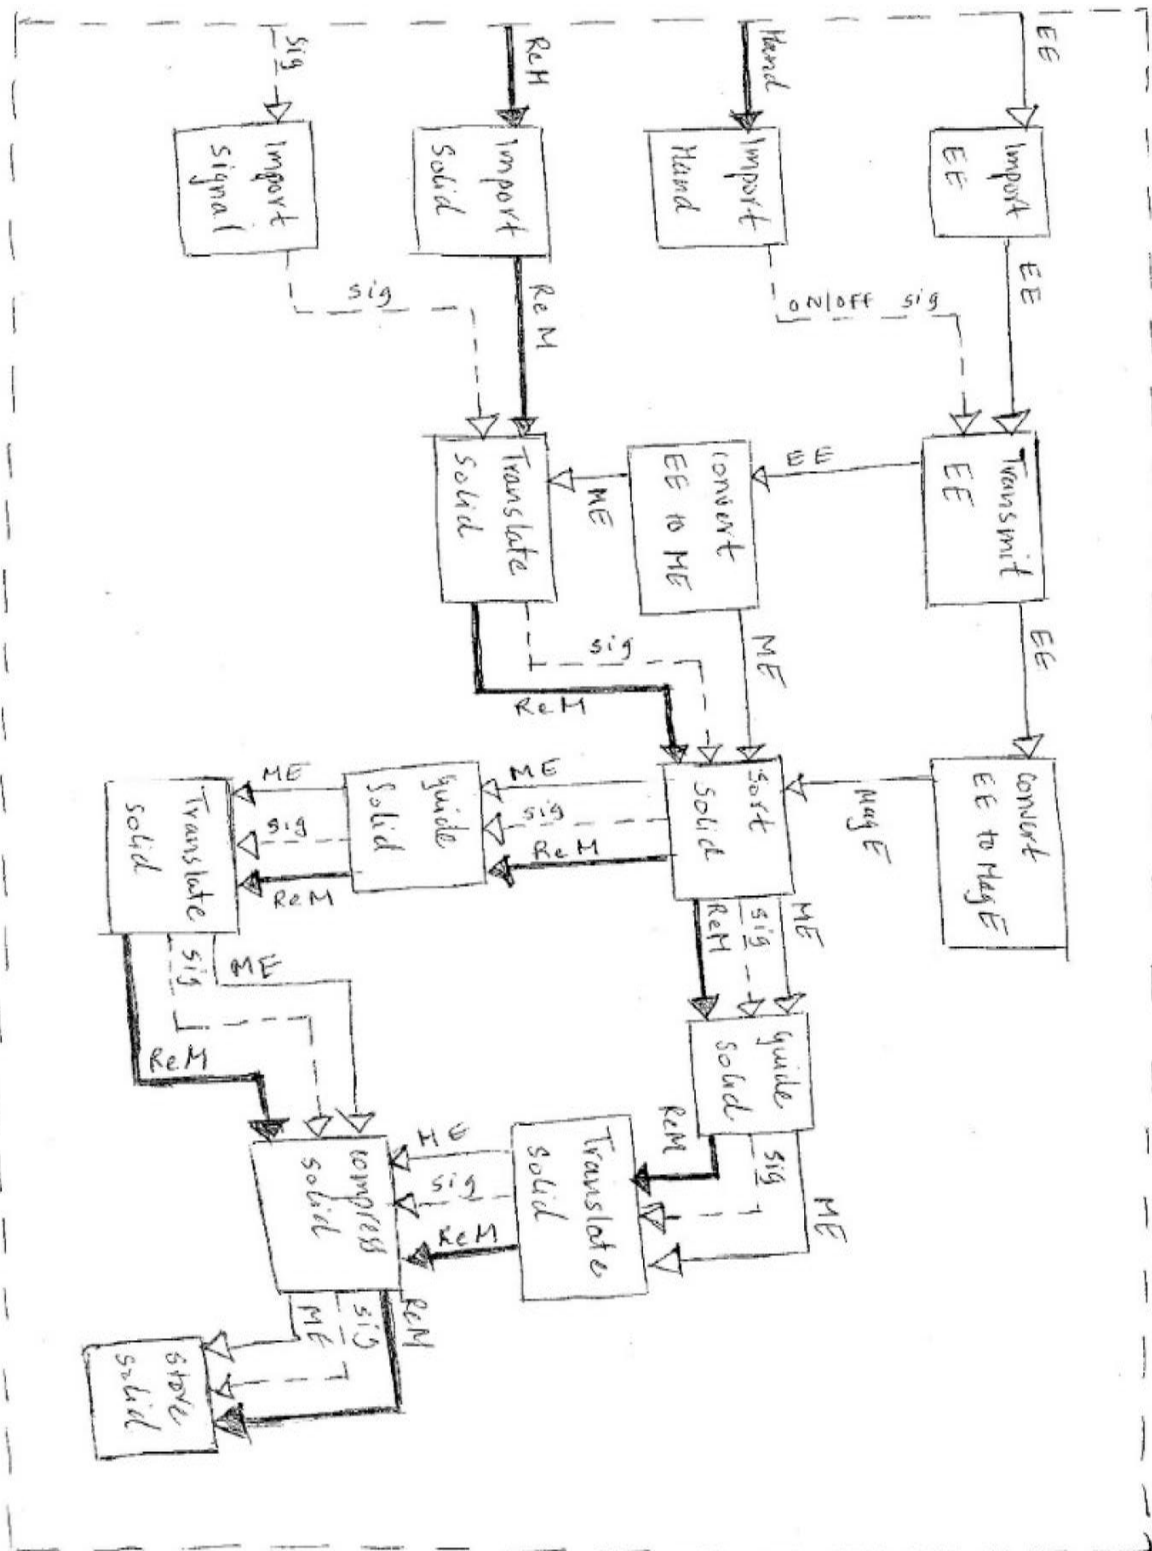 EE
Import
EE
EE
Transmit
EE
EE
Convert
EE to MagE
MagE
Hand
Import
Hand
ON/OFF sig
EE
Convert
EE to ME
ME
ME
Sort
Solid
ME
sig
ReM
Guide
Solid
ME
sig
ReM
ReM
Import
Solid
ReM
Translate
Solid
sig
ReM
ME
sig
ReM
Guide
Solid
Translate
Solid
ME
sig
ReM
sig
Import
Signal
sig
ME
sig
ReM
Translate
Solid
ME
sig
ReM
Compress
Solid
ReM
sig
ME
Store
Solid